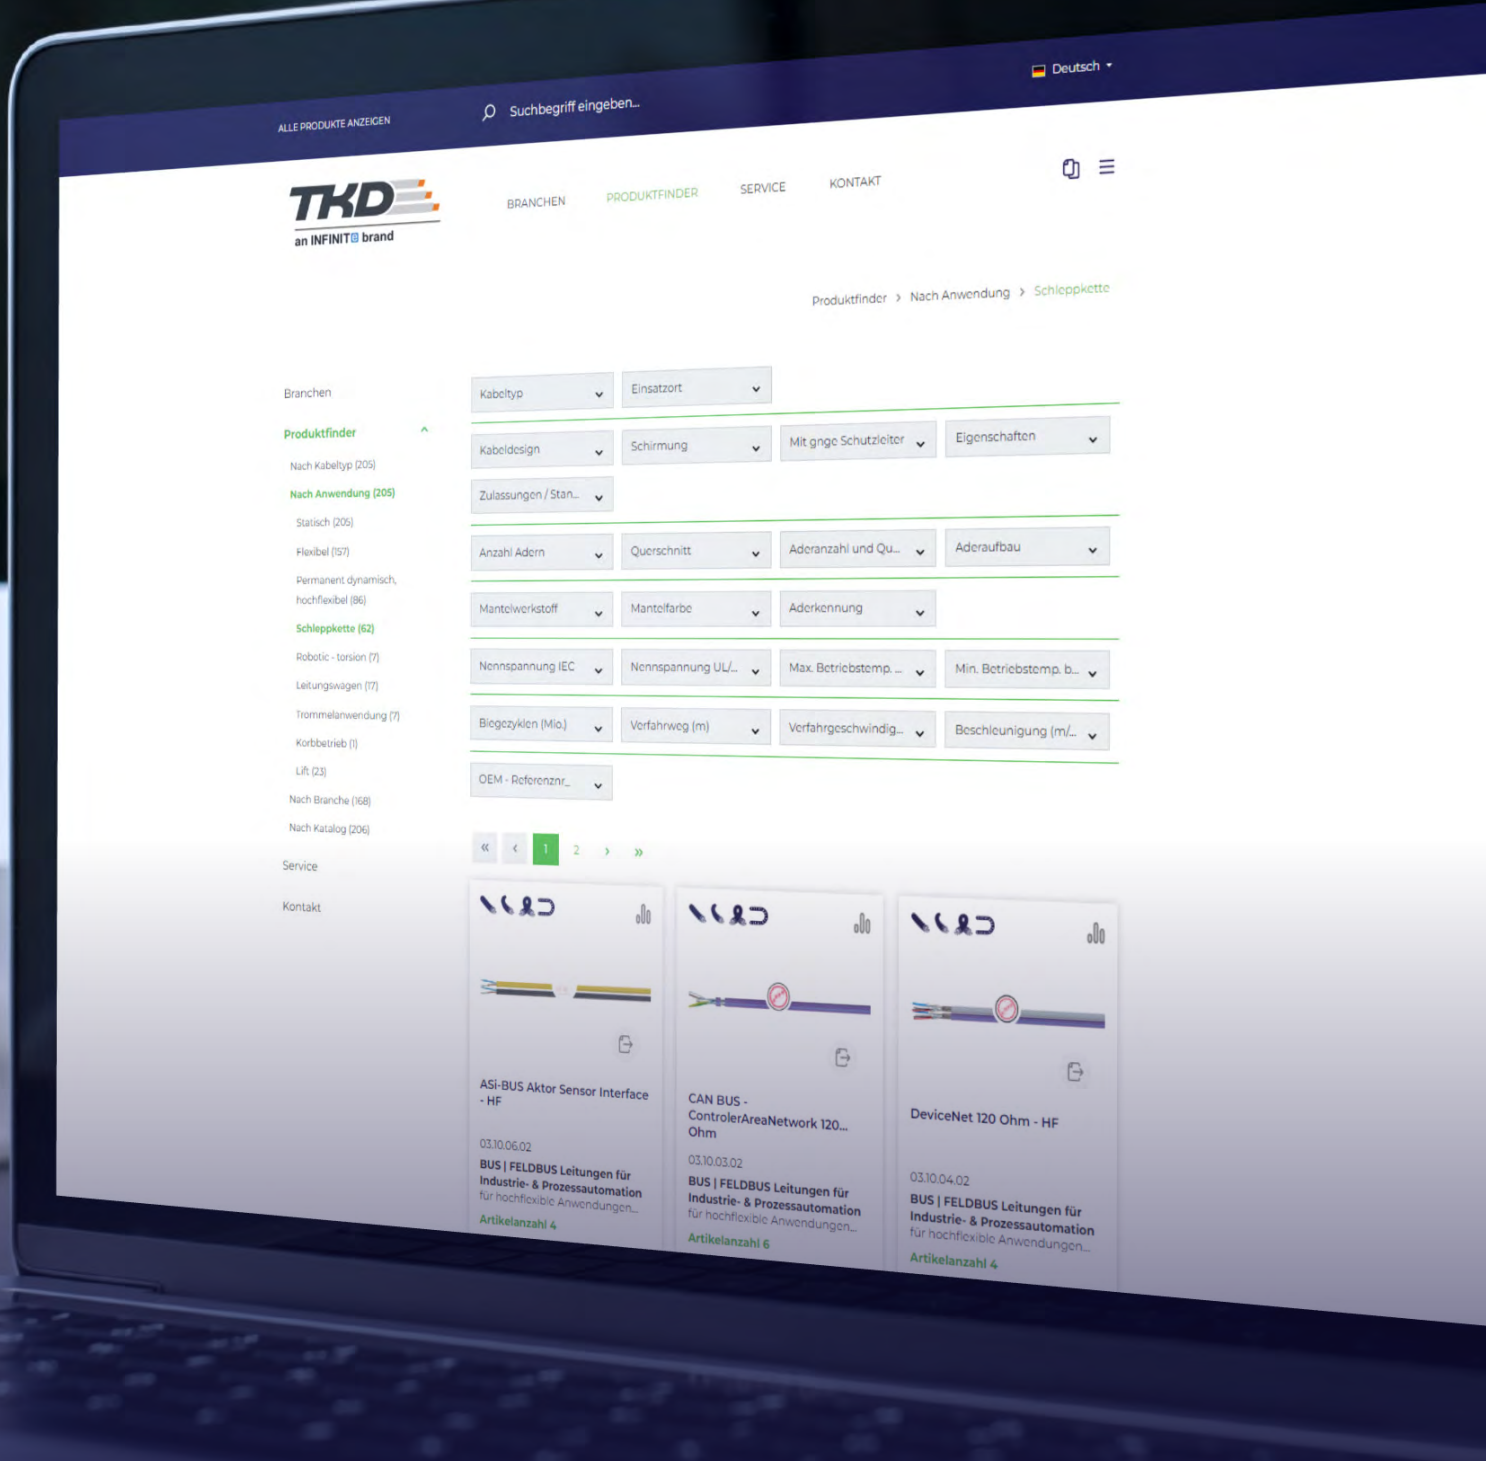 ALLE PRODUKTE ANZEIGEN
Suchbegriff eingeben...
Deutsch
TKD
an INFINIT brand
BRANCHEN
PRODUKTFINDER
SERVICE
KONTAKT
Produktfinder > Nach Anwendung > Schleppkette
Branchen
Produktfinder
Nach Kabeltyp (205)
Nach Anwendung (205)
Statisch (205)
Flexibel (157)
Permanent dynamisch,
hochflexibel (86)
Schleppkette (62)
Robotic - torsion (7)
Leitungswagen (17)
Trommelanwendung (7)
Korbbetrieb (1)
Lift (23)
Nach Branche (168)
Nach Katalog (206)
Service
Kontakt
Kabeltyp
Einsatzort
Kabeldesign
Schirmung
Mit gnge Schutzleiter
Eigenschaften
Zulassungen / Stan...
Anzahl Adern
Querschnitt
Aderanzahl und Qu...
Aderaufbau
Mantelwerkstoff
Mantelfarbe
Aderkennung
Nennspannung IEC
Nennspannung UL/...
Max. Betriebstemp. ...
Min. Betriebstemp. b...
Biegezyklen (Mio.)
Verfahrweg (m)
Verfahrgeschwindig...
Beschleunigung (m/...
OEM - Referenznr...
« ‹ 1 2 › »
ASi-BUS Aktor Sensor Interface
- HF
03.10.06.02
BUS | FELDBUS Leitungen für
Industrie- & Prozessautomation
für hochflexible Anwendungen...
Artikelanzahl 4
CAN BUS -
ControlerAreaNetwork 120...
Ohm
03.10.03.02
BUS | FELDBUS Leitungen für
Industrie- & Prozessautomation
für hochflexible Anwendungen...
Artikelanzahl 6
DeviceNet 120 Ohm - HF
03.10.04.02
BUS | FELDBUS Leitungen für
Industrie- & Prozessautomation
für hochflexible Anwendungen...
Artikelanzahl 4